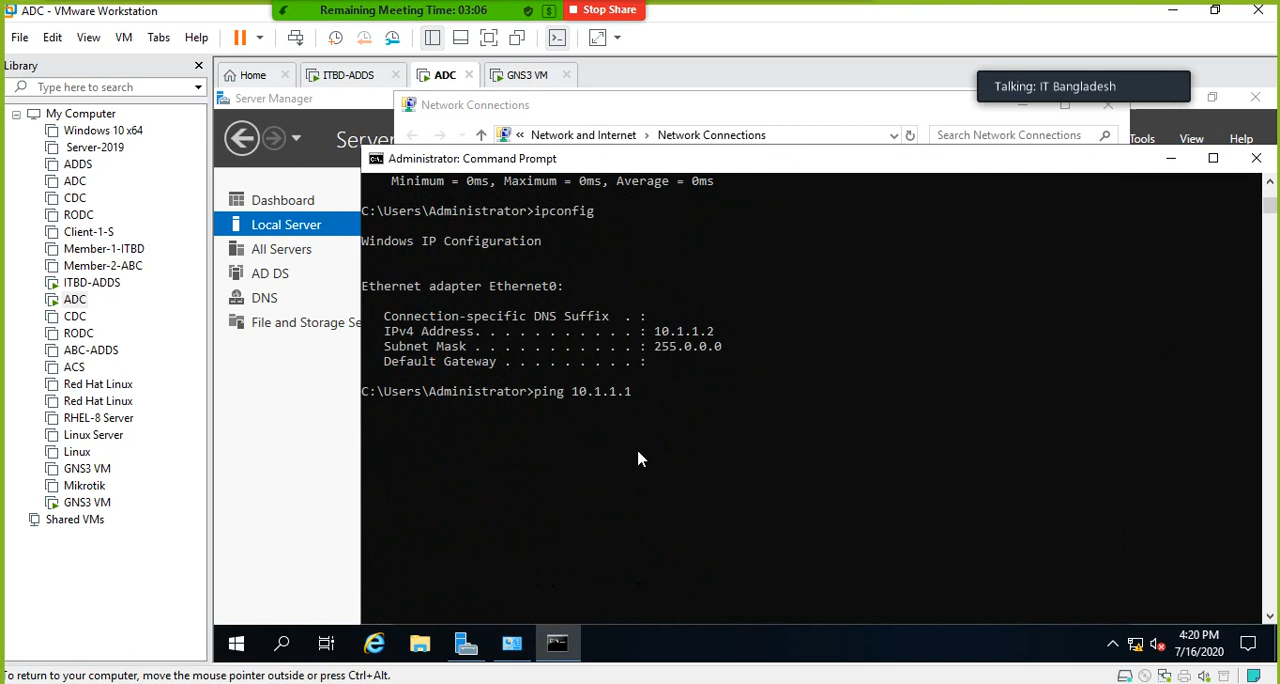 ADC - VMware Workstation
Remaining Meeting Time: 03:06
Stop Share
File Edit View VM Tabs Help
Library
Type here to search
My Computer
Windows 10 x64
Server-2019
ADDS
ADC
CDC
RODC
Client-1-S
Member-1-ITBD
Member-2-ABC
ITBD-ADDS
ADC
CDC
RODC
ABC-ADDS
ACS
Red Hat Linux
Red Hat Linux
RHEL-8 Server
Linux Server
Linux
GNS3 VM
Mikrotik
GNS3 VM
Shared VMs
Home ITBD-ADDS ADC GNS3 VM
Talking: IT Bangladesh
Server Manager
Network Connections
Network and Internet Network Connections
Search Network Connections
Tools View Help
Dashboard
Local Server
All Servers
AD DS
DNS
File and Storage Se
Administrator: Command Prompt
Minimum = 0ms, Maximum = 0ms, Average = 0ms
C:\Users\Administrator>ipconfig
Windows IP Configuration
Ethernet adapter Ethernet0:
Connection-specific DNS Suffix . :
IPv4 Address. . . . . . . . . . . : 10.1.1.2
Subnet Mask . . . . . . . . . . . : 255.0.0.0
Default Gateway . . . . . . . . . :
C:\Users\Administrator>ping 10.1.1.1
4:20 PM
7/16/2020
To return to your computer, move the mouse pointer outside or press Ctrl+Alt.